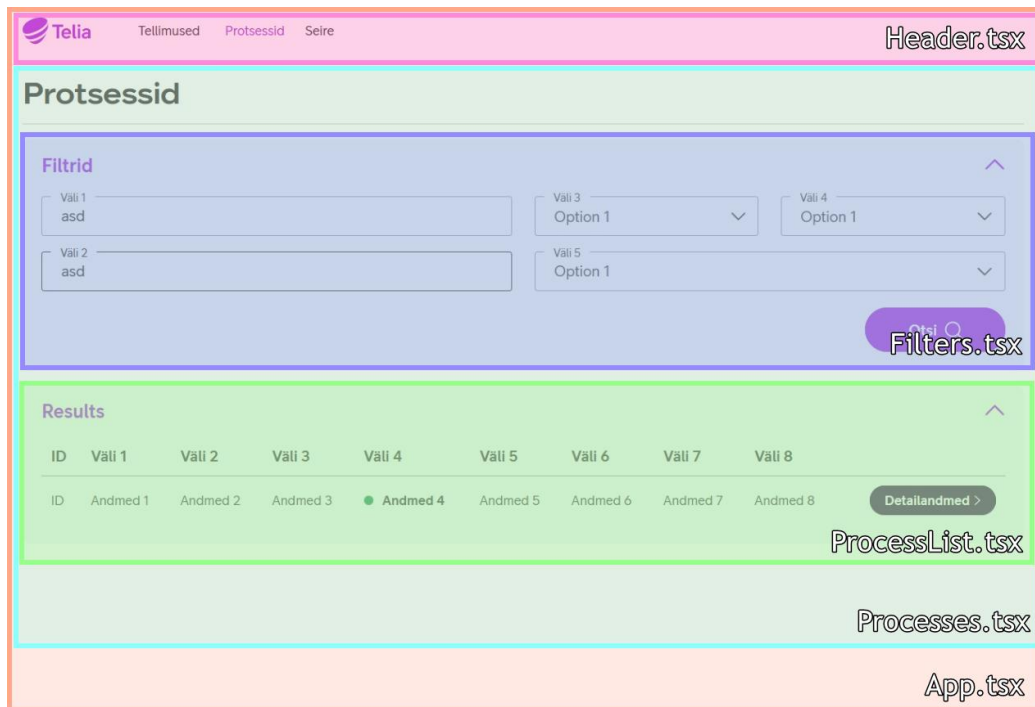 Telia Tellimused Protsessid Seire
Header.tsx
Protsessid
Filtrid
Väli 1
asd
Väli 3
Option 1
Väli 4
Option 1
Väli 2
asd
Väli 5
Option 1
Otsi
Filters.tsx
Results
ID Väli 1 Väli 2 Väli 3 Väli 4 Väli 5 Väli 6 Väli 7 Väli 8
ID Andmed 1 Andmed 2 Andmed 3 Andmed 4 Andmed 5 Andmed 6 Andmed 7 Andmed 8 Detailandmed >
ProcessList.tsx
Processes.tsx
App.tsx